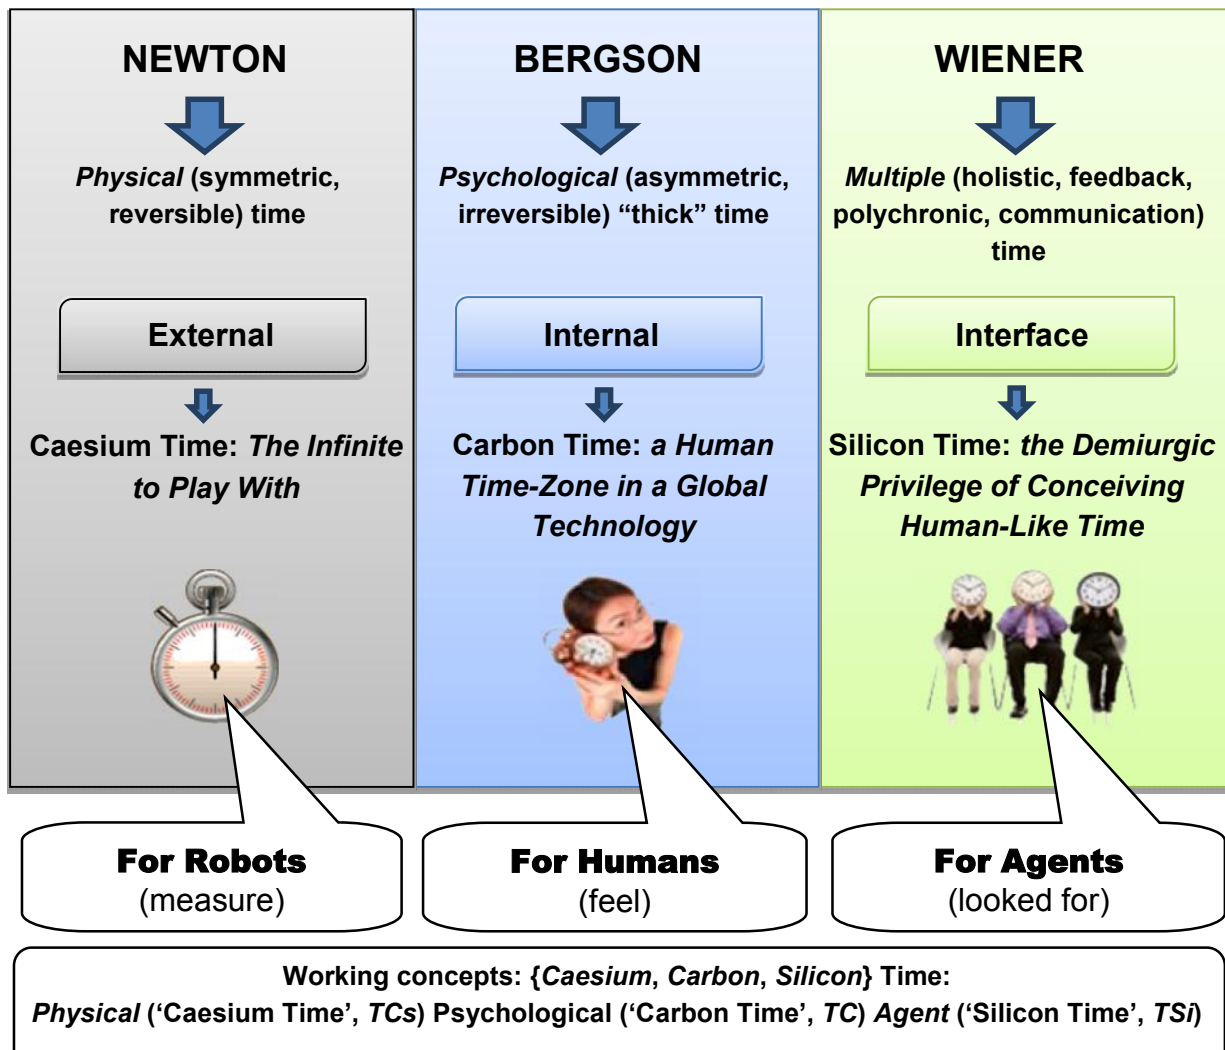 NEWTON
Physical (symmetric,
reversible) time
External
Caesium Time: The Infinite
to Play With
BERGSON
Psychological (asymmetric,
irreversible) “thick” time
Internal
Carbon Time: a Human
Time-Zone in a Global
Technology
WIENER
Multiple (holistic, feedback,
polychronic, communication)
time
Interface
Silicon Time: the Demiurgic
Privilege of Conceiving
Human-Like Time
For Robots
(measure)
For Humans
(feel)
For Agents
(looked for)
Working concepts: {Caesium, Carbon, Silicon} Time:
Physical (‘Caesium Time’, TCs) Psychological (‘Carbon Time’, TC) Agent (‘Silicon Time’, TSi)